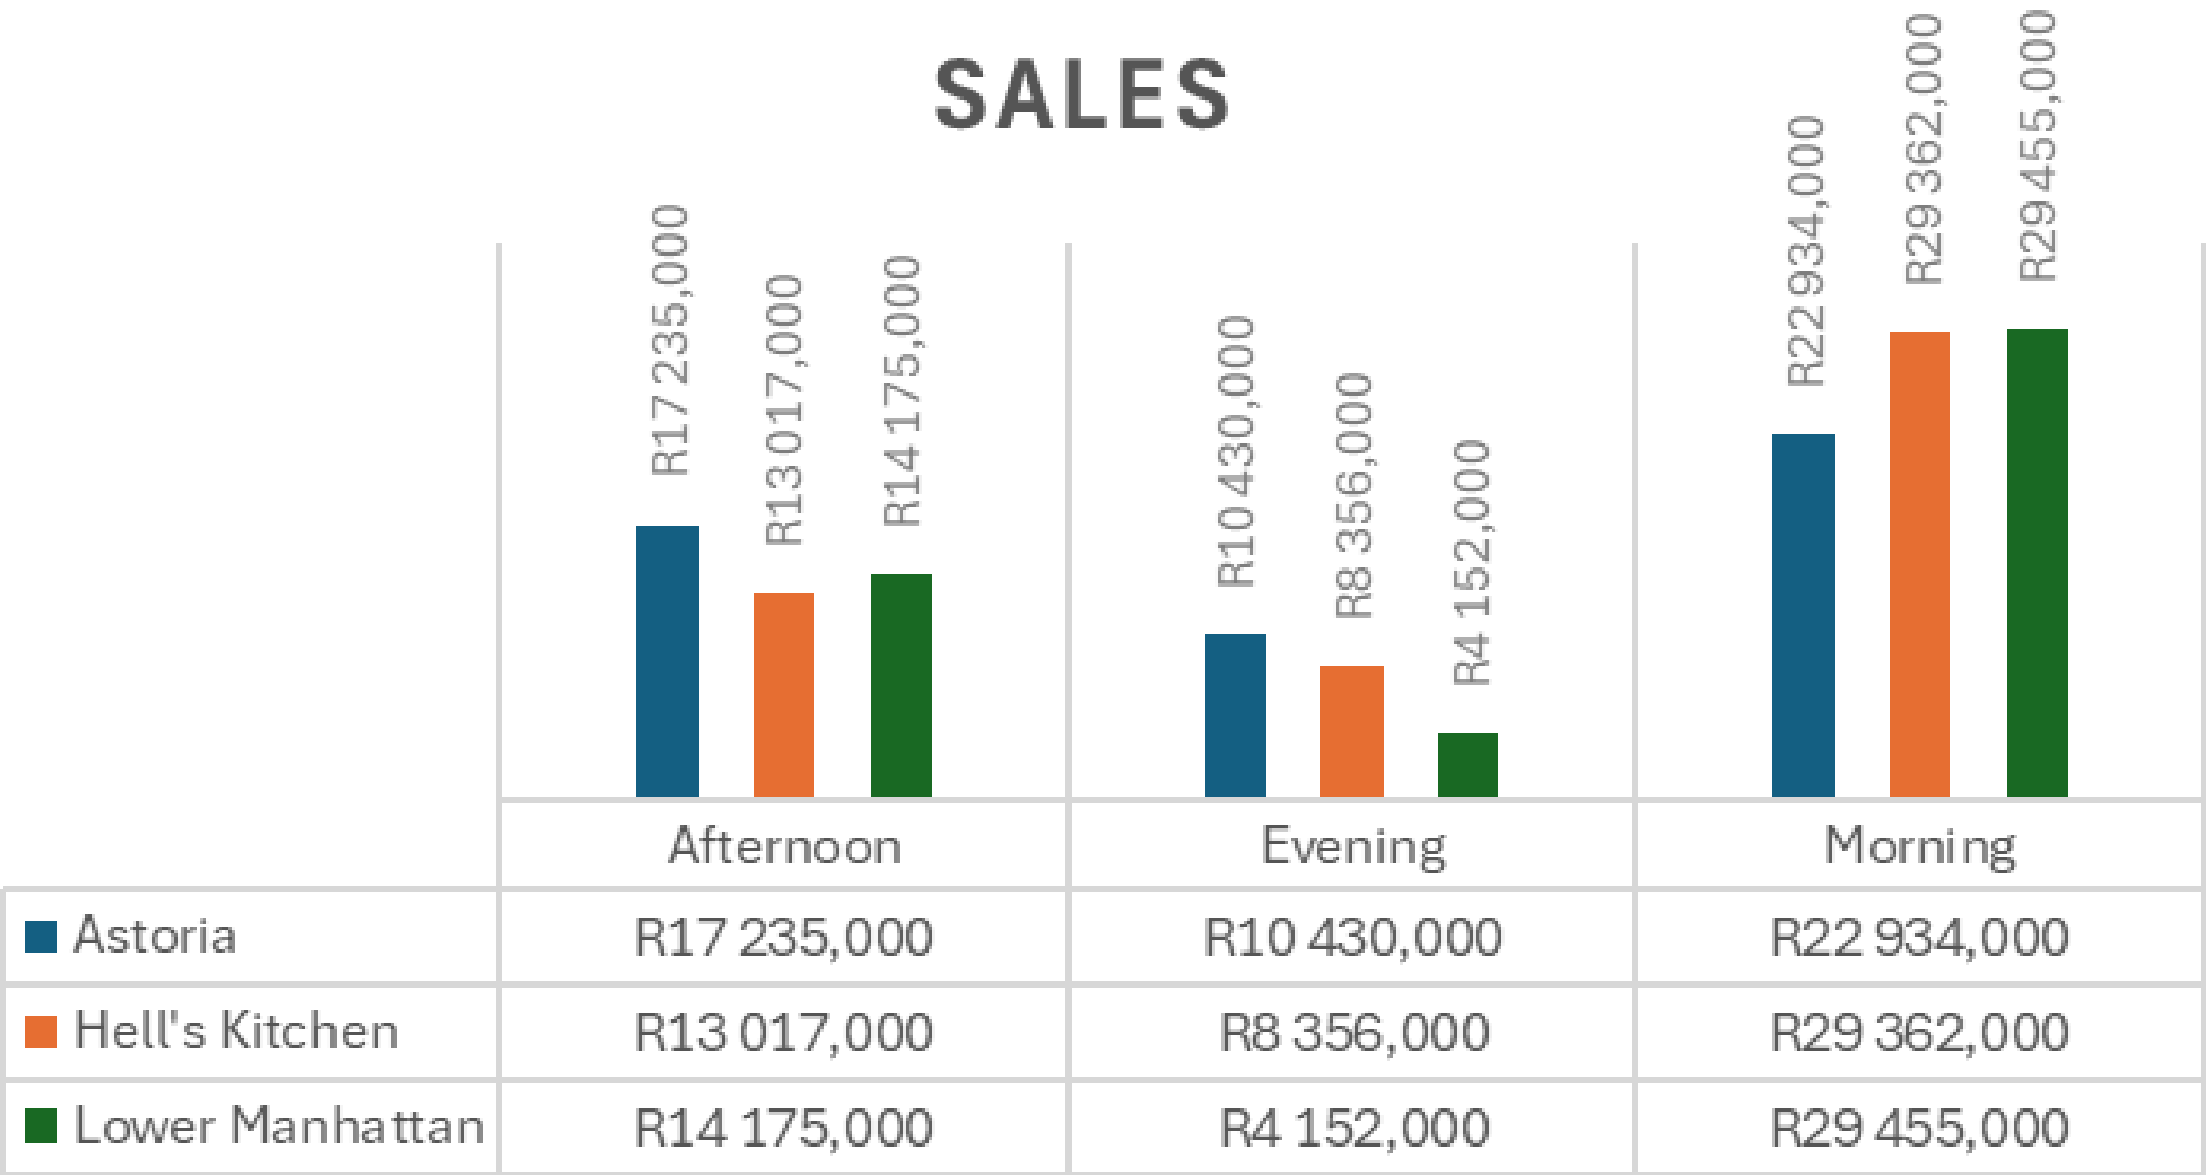 SALES
R17 235,000
R13 017,000
R14 175,000
R10 430,000
R8 356,000
R4 152,000
R22 934,000
R29 362,000
R29 455,000
Afternoon Evening Morning
Astoria R17 235,000 R10 430,000 R22 934,000
Hell's Kitchen R13 017,000 R8 356,000 R29 362,000
Lower Manhattan R14 175,000 R4 152,000 R29 455,000